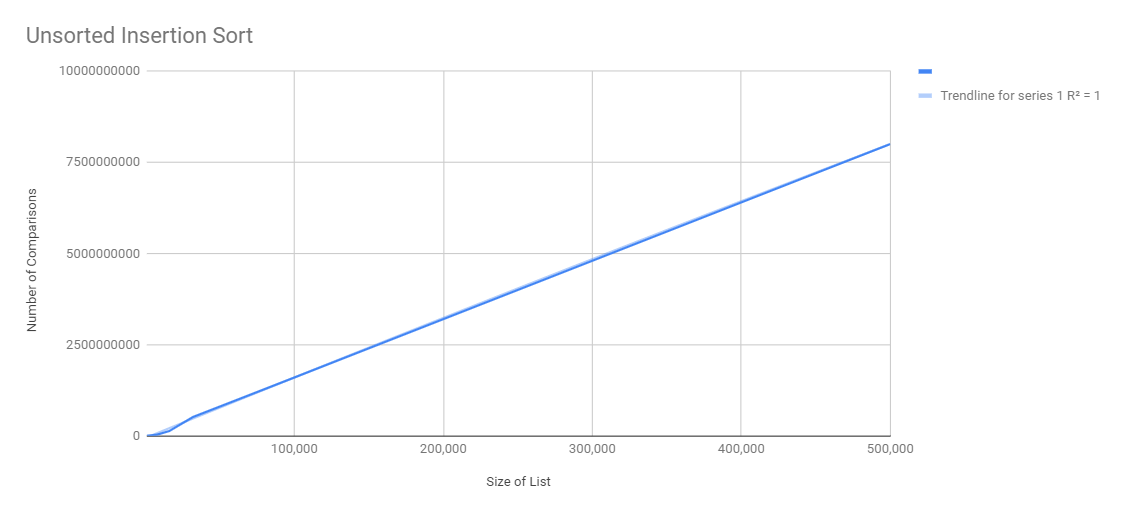 Unsorted Insertion Sort
10000000000
7500000000
5000000000
2500000000
0
Number of Comparisons
100,000
200,000
300,000
400,000
500,000
Size of List
Trendline for series 1 R² = 1